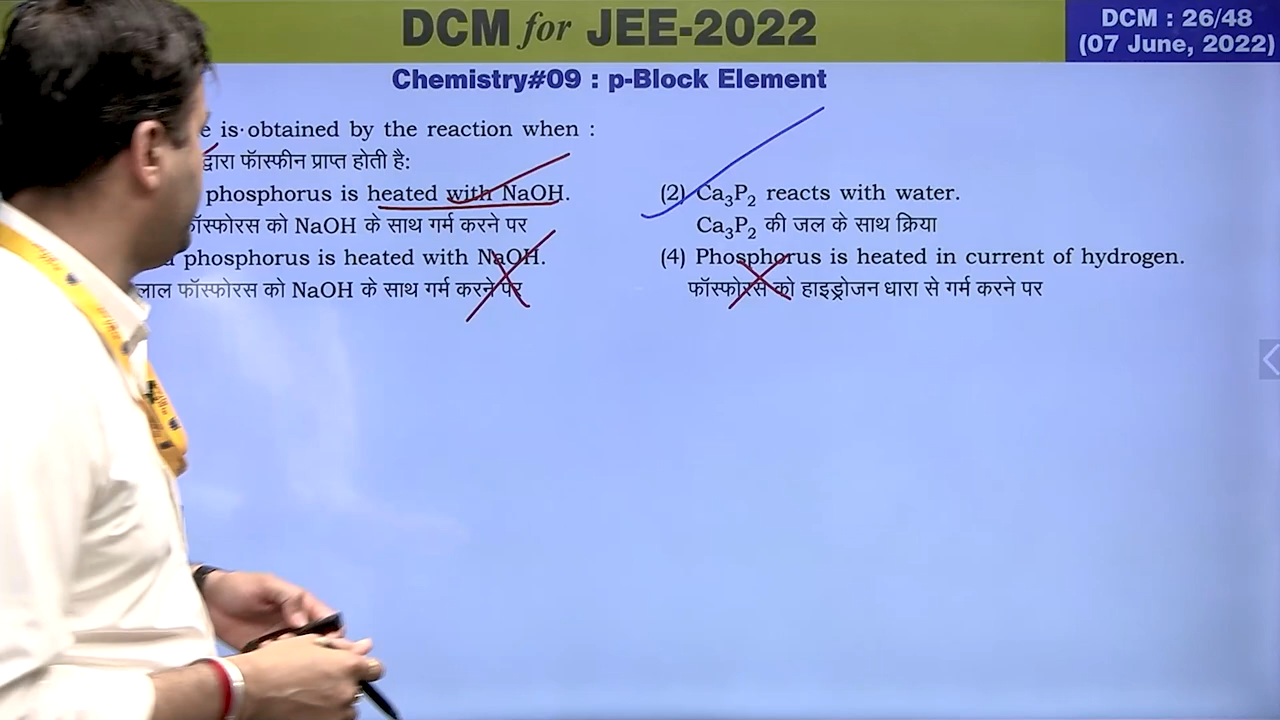 DCM for JEE-2022
DCM : 26/48
(07 June, 2022)
Chemistry#09 : p-Block Element
is obtained by the reaction when :
द्वारा फॅास्फीन प्राप्त होती है:
phosphorus is heated with NaOH.
को NaOH के साथ गर्म करने पर
(2) Ca₃P₂ reacts with water.
Ca₃P₂ की जल के साथ क्रिया
phosphorus is heated with NaOH.
लाल फॉस्फोरस को NaOH के साथ गर्म करने पर
(4) Phosphorus is heated in current of hydrogen.
फॉस्फोरस को हाइड्रोजन धारा से गर्म करने पर